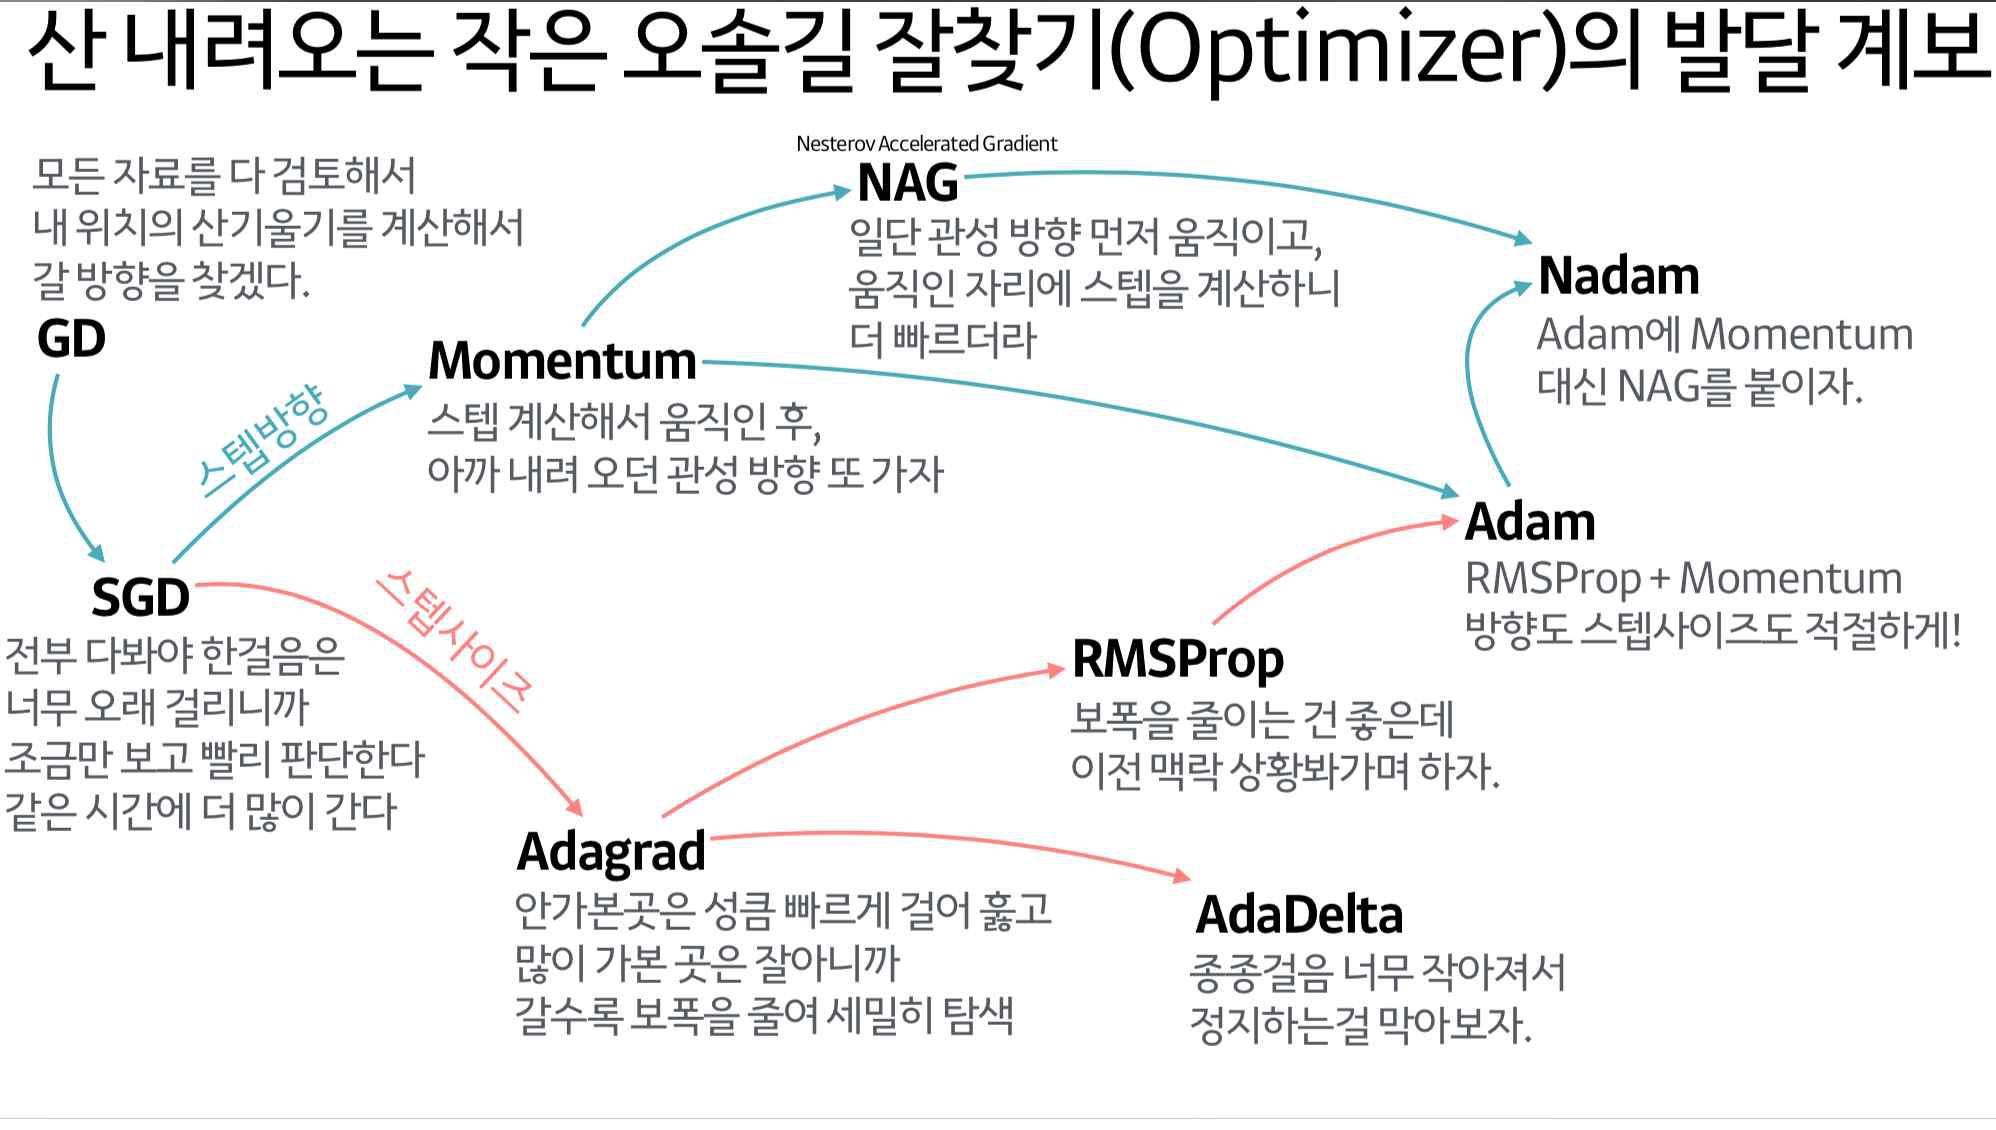 산 내려오는 작은 오솔길 잘찾기(Optimizer)의 발달 계보
모든 자료를 다 검토해서
내 위치의 산기울기를 계산해서
갈 방향을 찾겠다.
GD
스텝방향
SGD
전부 다봐야 한걸음은
너무 오래 걸리니까
조금만 보고 빨리 판단한다
같은 시간에 더 많이 간다
Momentum
스텝 계산해서 움직인 후,
아까 내려 오던 관성 방향 또 가자
Nesterov Accelerated Gradient
NAG
일단 관성 방향 먼저 움직이고,
움직인 자리에 스텝을 계산하니
더 빠르더라
Nadam
Adam에 Momentum
대신 NAG를 붙이자.
Adam
RMSProp + Momentum
방향도 스텝사이즈도 적절하게!
스텝사이즈
RMSProp
보폭을 줄이는 건 좋은데
이전 맥락 상황봐가며 하자.
Adagrad
안가본곳은 성큼 빠르게 걸어 훓고
많이 가본 곳은 잘아니까
갈수록 보폭을 줄여 세밀히 탐색
AdaDelta
종종걸음 너무 작아져서
정지하는걸 막아보자.